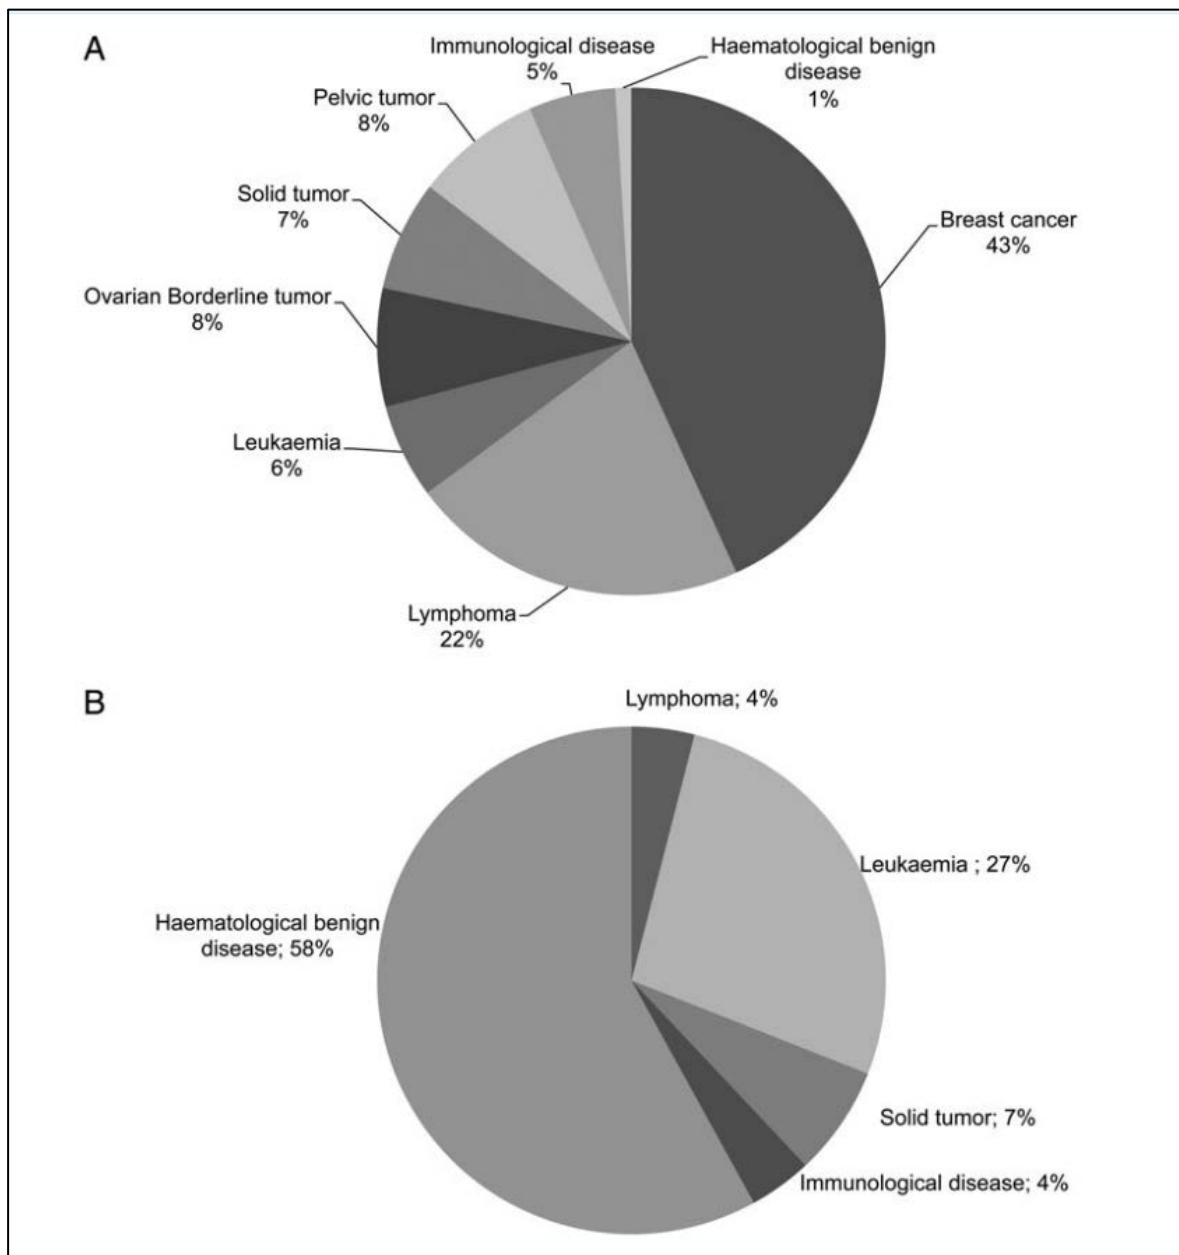 A
Immunological disease
5%
Haematological benign
disease
1%
Pelvic tumor
8%
Solid tumor
7%
Breast cancer
43%
Ovarian Borderline tumor
8%
Leukaemia
6%
Lymphoma
22%
B
Lymphoma; 4%
Leukaemia ; 27%
Haematological benign
disease; 58%
Solid tumor; 7%
Immunological disease; 4%